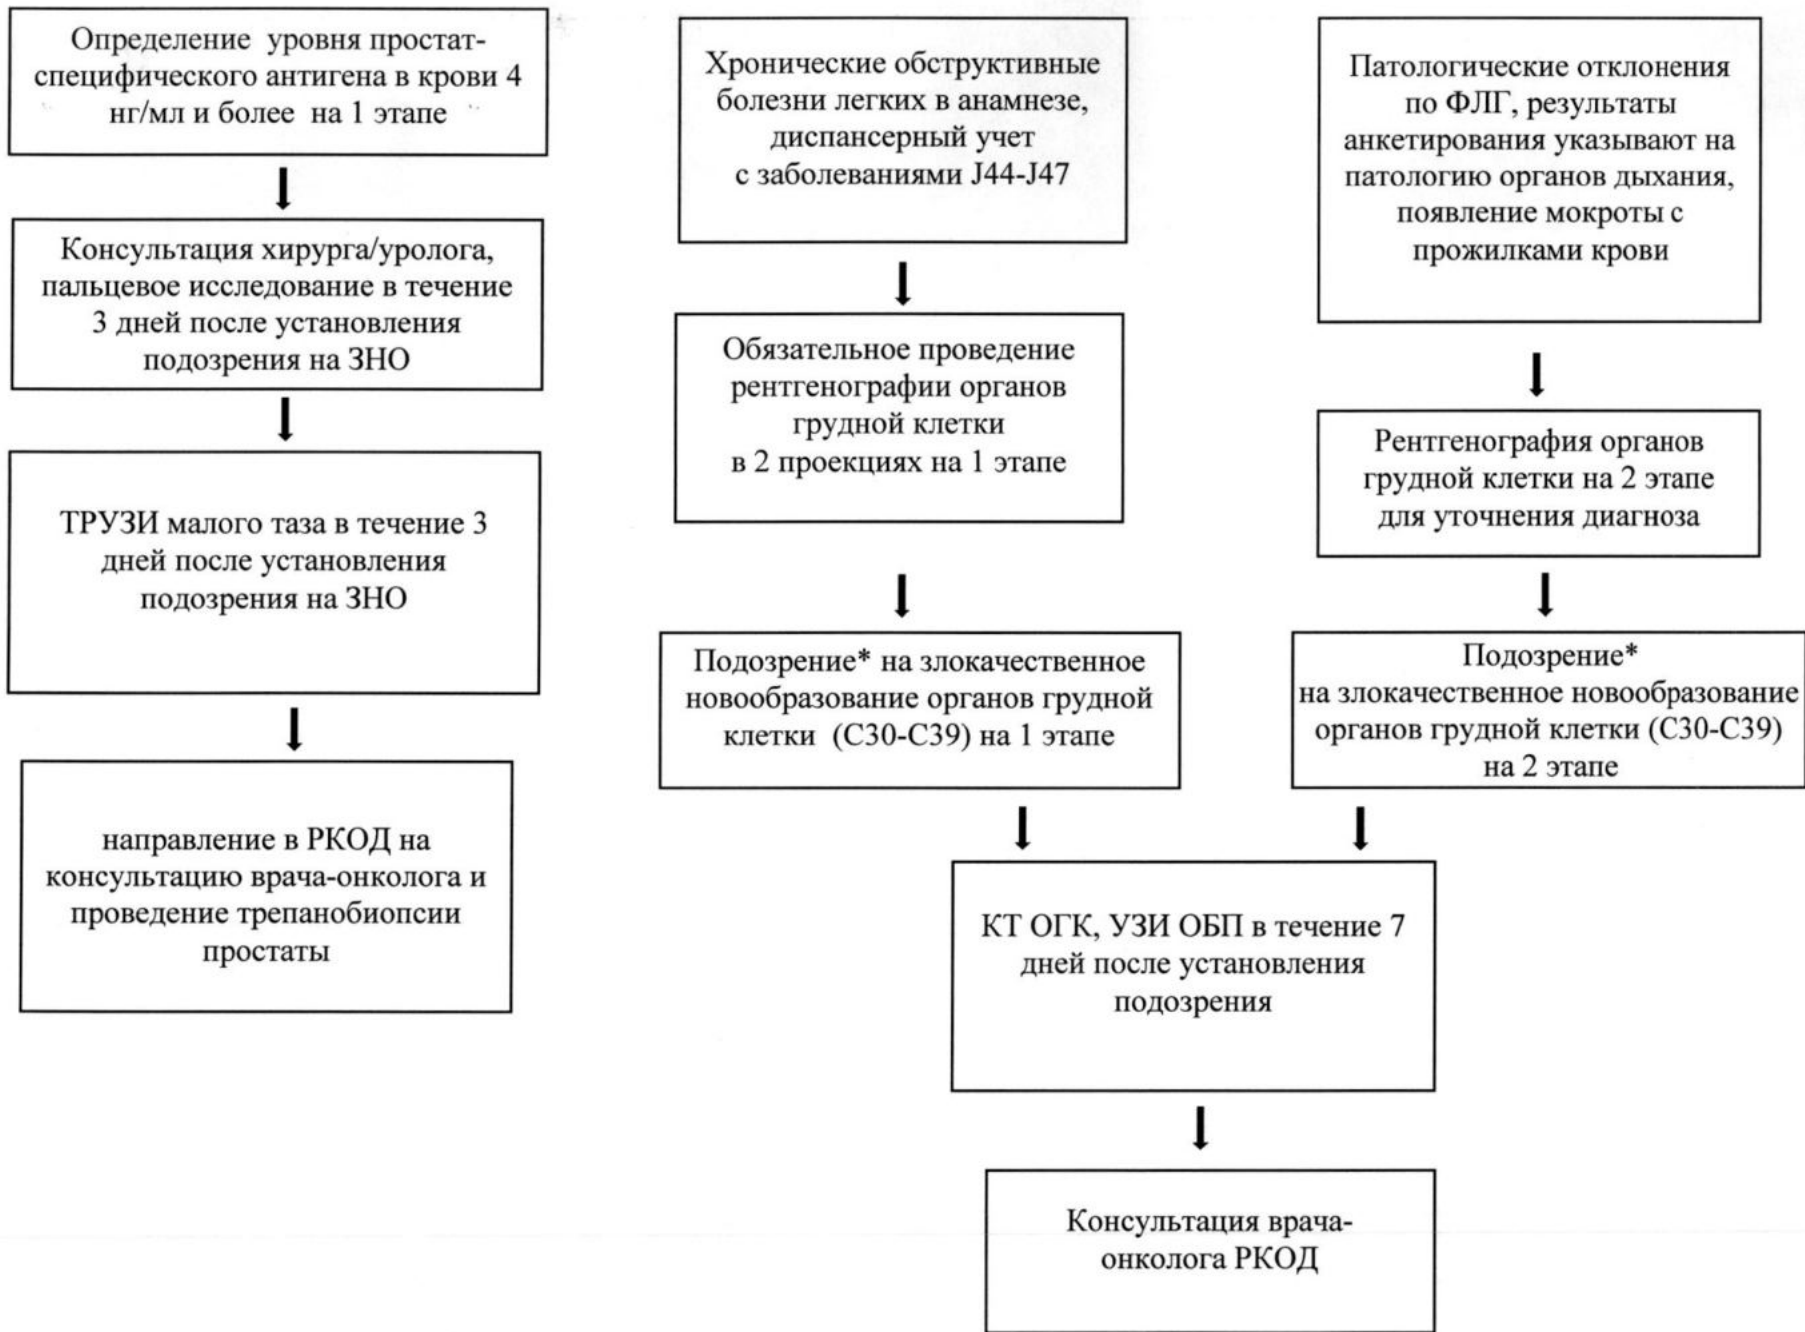 Определение уровня простат-
специфического антигена в крови 4
нг/мл и более на 1 этапе
Консультация хирурга/уролога,
пальцевое исследование в течение
3 дней после установления
подозрения на ЗНО
ТРУЗИ малого таза в течение 3
дней после установления
подозрения на ЗНО
направление в РКОД на
консультацию врача-онколога и
проведение трепанобиопсии
простаты
Хронические обструктивные
болезни легких в анамнезе,
диспансерный учет
с заболеваниями J44-J47
Обязательное проведение
рентгенографии органов
грудной клетки
в 2 проекциях на 1 этапе
Подозрение* на злокачественное
новообразование органов грудной
клетки (С30-С39) на 1 этапе
Патологические отклонения
по ФЛГ, результаты
анкетирования указывают на
патологию органов дыхания,
появление мокроты с
прожилками крови
Рентгенография органов
грудной клетки на 2 этапе
для уточнения диагноза
Подозрение*
на злокачественное новообразование
органов грудной клетки (С30-С39)
на 2 этапе
КТ ОГК, УЗИ ОБП в течение 7
дней после установления
подозрения
Консультация врача-
онколога РКОД